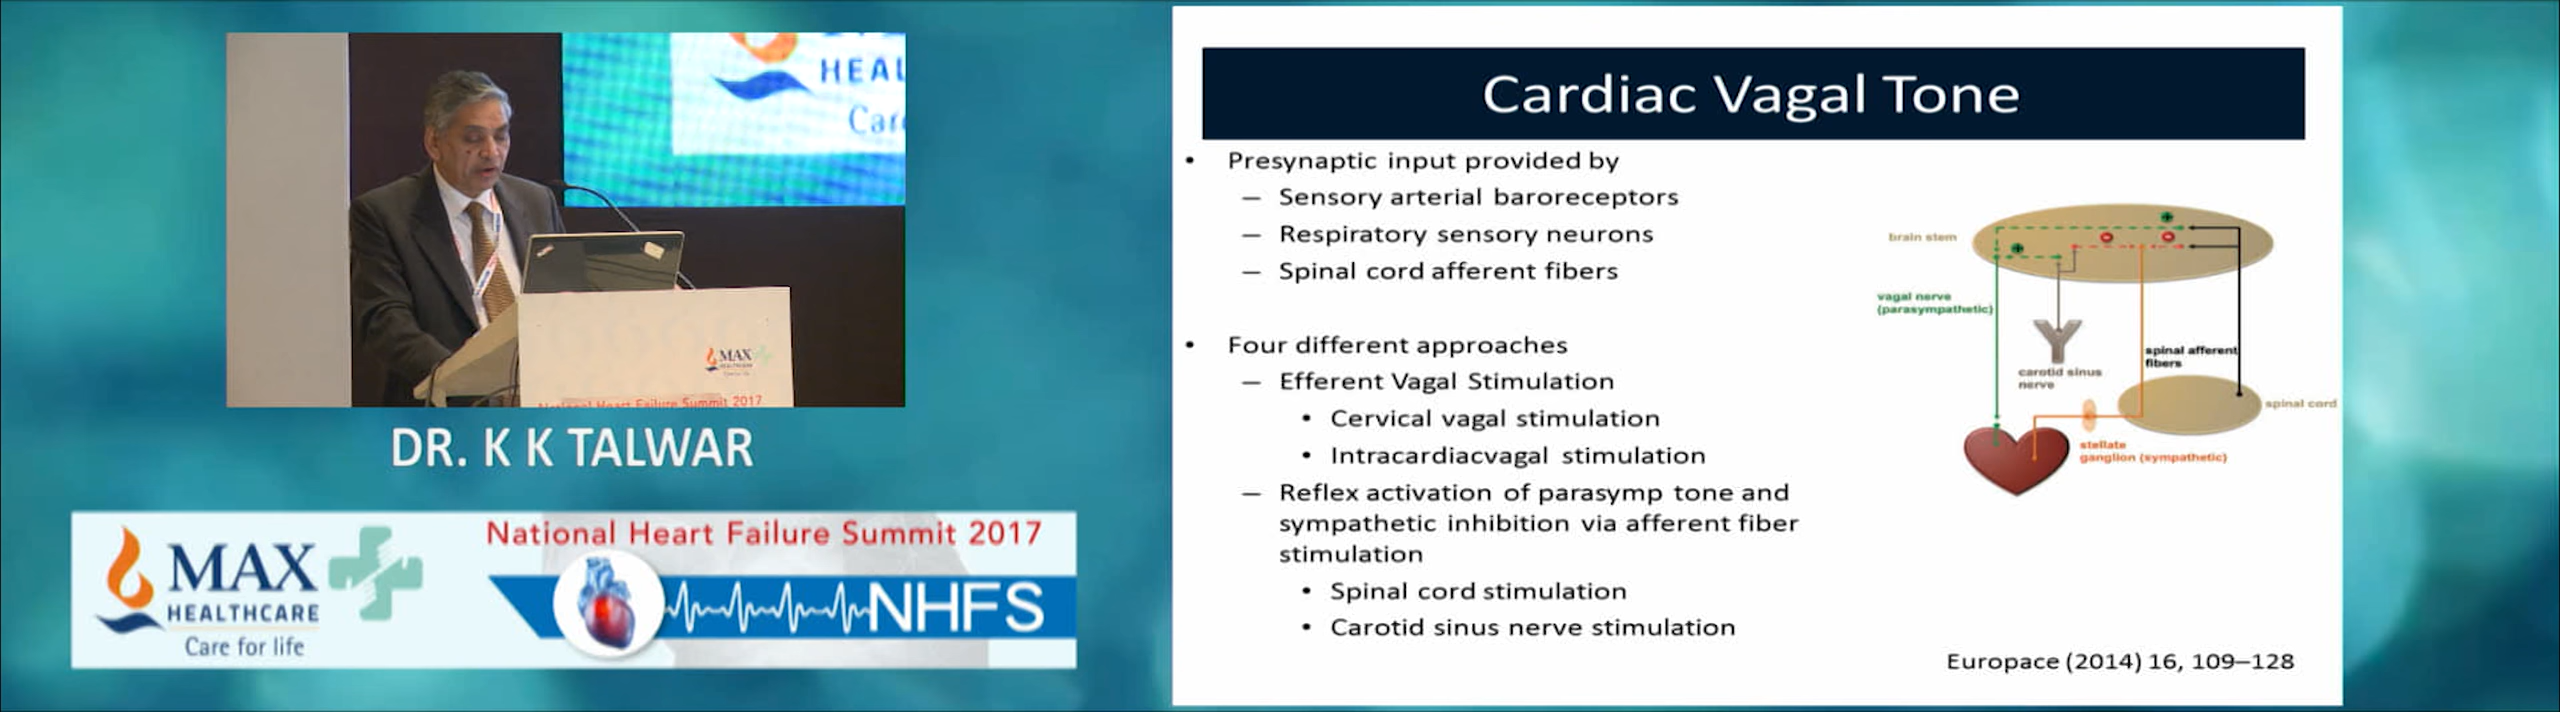 HEAL
Car
MAX
HEALTHCARE
National Heart Failure Summit 2017
DR. K K TALWAR
MAX
HEALTHCARE
Care for life
National Heart Failure Summit 2017
NHFS
Cardiac Vagal Tone
• Presynaptic input provided by
– Sensory arterial baroreceptors
– Respiratory sensory neurons
– Spinal cord afferent fibers
• Four different approaches
– Efferent Vagal Stimulation
• Cervical vagal stimulation
• Intracardiacvagal stimulation
– Reflex activation of parasymp tone and
sympathetic inhibition via afferent fiber
stimulation
• Spinal cord stimulation
• Carotid sinus nerve stimulation
brain stem
vagal nerve
(parasympathetic)
carotid sinus
nerve
spinal afferent
fibers
spinal cord
stellate
ganglion (sympathetic)
Europace (2014) 16, 109–128